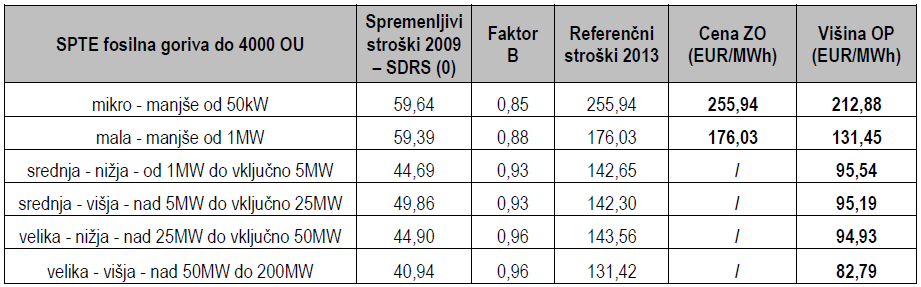 SPTE fosilna goriva do 4000 OU | Spremenljivi stroški 2009 – SDRS (0) | Faktor B | Referenčni stroški 2013 | Cena ZO (EUR/MWh) | Višina OP (EUR/MWh)
mikro - manjše od 50kW | 59,64 | 0,85 | 255,94 | 255,94 | 212,88
mala - manjše od 1MW | 59,39 | 0,88 | 176,03 | 176,03 | 131,45
srednja - nižja - od 1MW do vključno 5MW | 44,69 | 0,93 | 142,65 | / | 95,54
srednja - višja - nad 5MW do vključno 25MW | 49,86 | 0,93 | 142,30 | / | 95,19
velika - nižja - nad 25MW do vključno 50MW | 44,90 | 0,96 | 143,56 | / | 94,93
velika - višja - nad 50MW do 200MW | 40,94 | 0,96 | 131,42 | / | 82,79